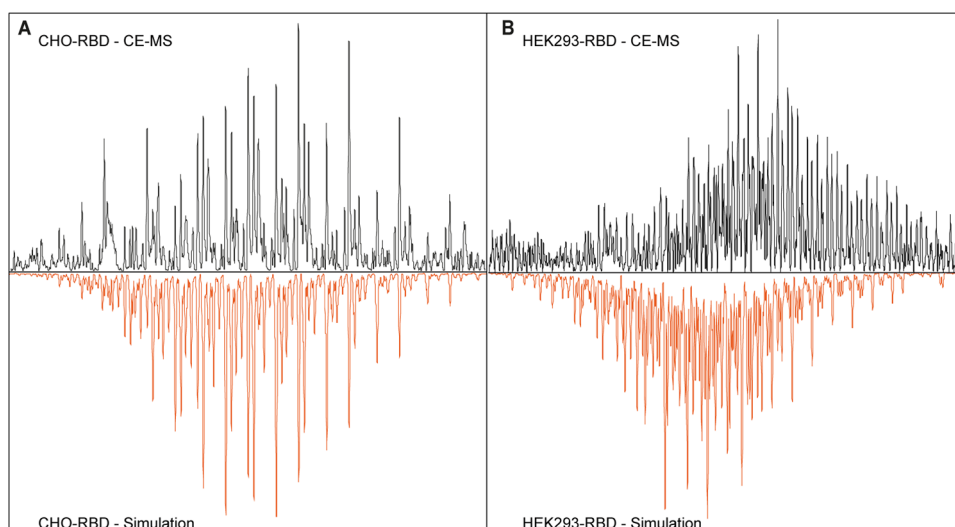 A
CHO-RBD - CE-MS
B
HEK293-RBD - CE-MS
CHO-RBD - Simulation
HEK293-RBD - Simulation